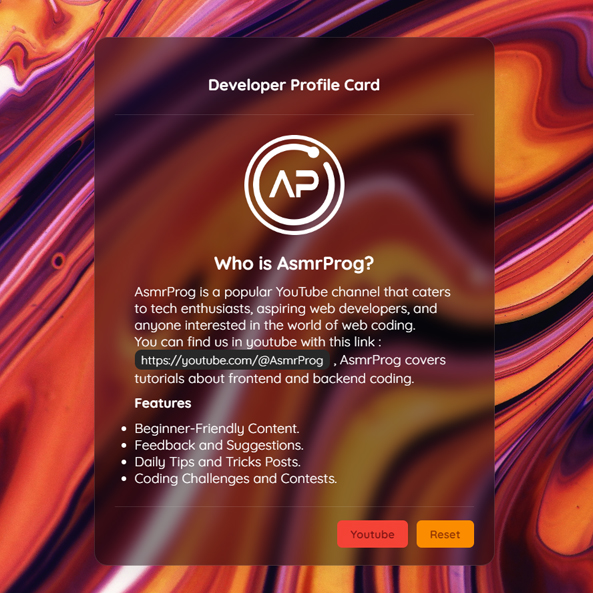 Developer Profile Card
AP
Who is AsmrProg?
AsmrProg is a popular YouTube channel that caters
to tech enthusiasts, aspiring web developers, and
anyone interested in the world of web coding.
You can find us in youtube with this link :
https://youtube.com/@AsmrProg , AsmrProg covers
tutorials about frontend and backend coding.
Features
• Beginner-Friendly Content.
• Feedback and Suggestions.
• Daily Tips and Tricks Posts.
• Coding Challenges and Contests.
Youtube Reset